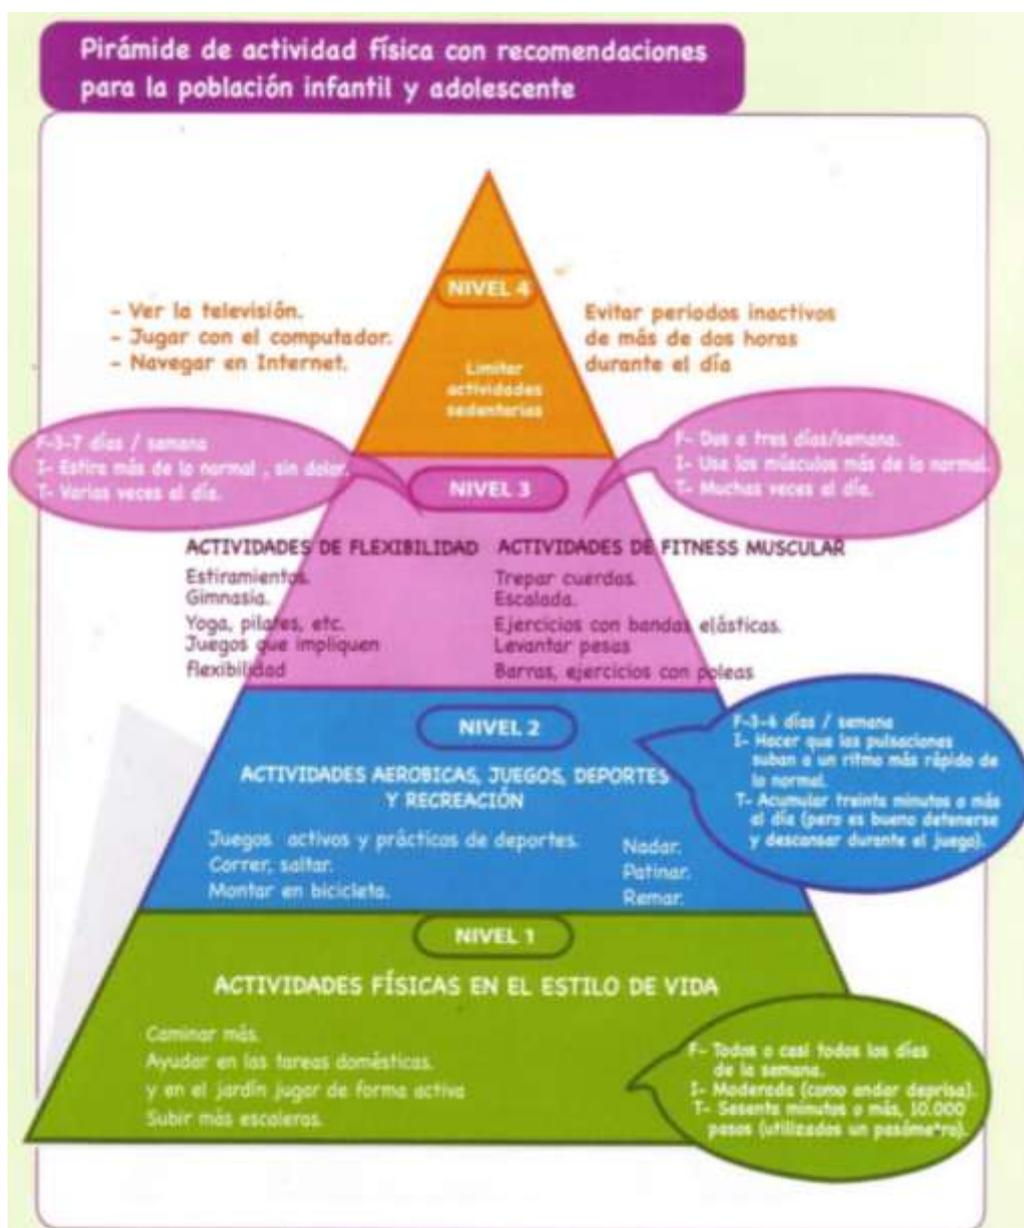 Pirámide de actividad física con recomendaciones
para la población infantil y adolescente
NIVEL 4
- Ver la televisión.
- Jugar con el computador.
- Navegar en Internet.
Evitar periodos inactivos
de más de dos horas
durante el día
Limitar
actividades
sedentarias
F-3-7 días / semana
I- Estira más de lo normal , sin dolor.
T- Varias veces al día.
F- Dos a tres días/semana.
I- Usa los músculos más de lo normal.
T- Muchas veces al día.
NIVEL 3
ACTIVIDADES DE FLEXIBILIDAD
Estiramientos.
Gimnasia.
Yoga, pilates, etc.
Juegos que impliquen
flexibilidad
ACTIVIDADES DE FITNESS MUSCULAR
Trepar cuerdas.
Escalada.
Ejercicios con bandas elásticas.
Levantar pesas
Barras, ejercicios con poleas
NIVEL 2
ACTIVIDADES AEROBICAS, JUEGOS, DEPORTES
Y RECREACIÓN
Juegos activos y prácticos de deportes.
Correr, saltar.
Montar en bicicleta.
Nadar.
Patinar.
Remar.
F-3-6 días / semana
I- Hacer que las pulsaciones
suban a un ritmo más rápido de
lo normal.
T- Acumular treinta minutos o más
al día (pero es bueno detenerse
y descansar durante el juego).
NIVEL 1
ACTIVIDADES FÍSICAS EN EL ESTILO DE VIDA
Caminar más.
Ayudar en las tareas domésticas.
y en el jardín jugar de forma activa
Subir más escaleras.
F- Todos o casi todos los días
de la semana.
I- Moderada (como andar deprisa).
T- Sesenta minutos o más, 10.000
pasos (utilizados un pasómetro).